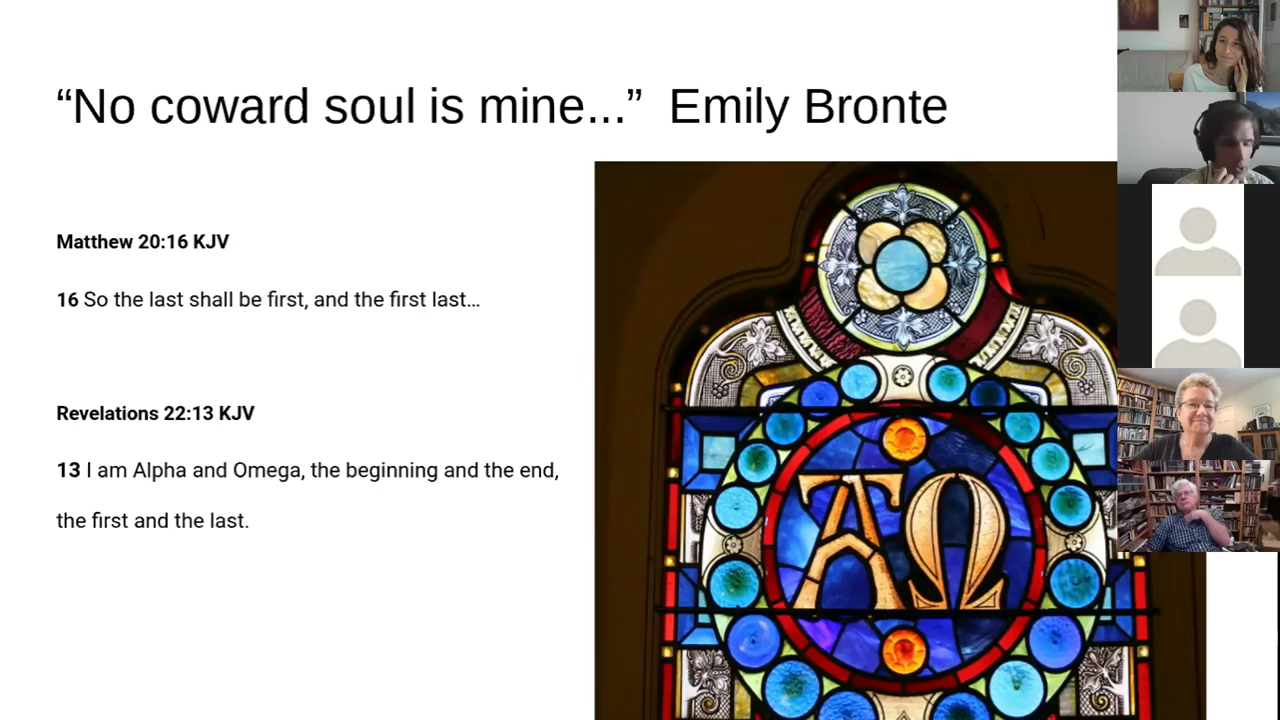 “No coward soul is mine...”  Emily Bronte
Matthew 20:16 KJV
16 So the last shall be first, and the first last…
Revelations 22:13 KJV
13 I am Alpha and Omega, the beginning and the end,
the first and the last.
Α Ω